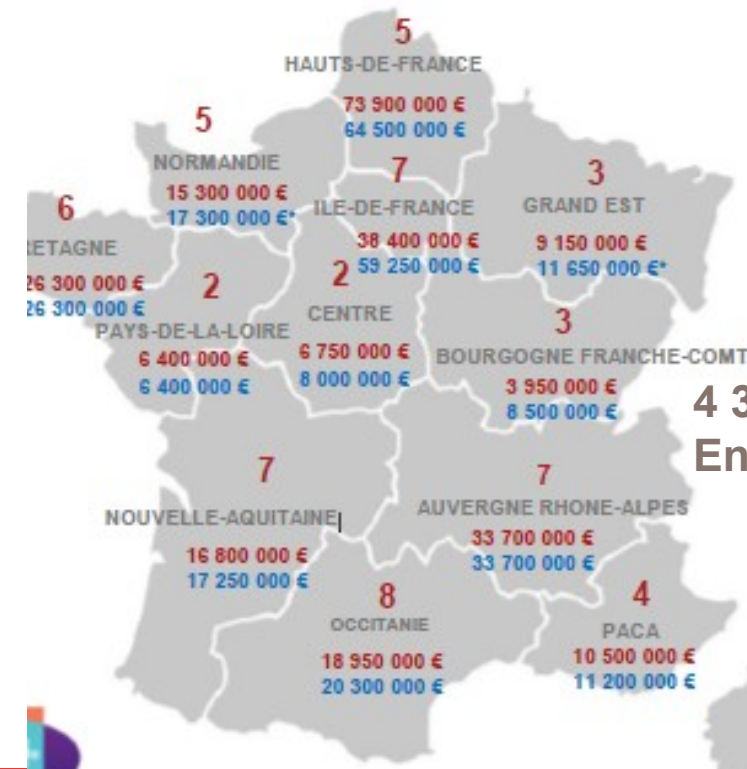 5
HAUTS-DE-FRANCE
73 900 000 €
64 500 000 €
5
NORMANDIE
15 300 000 €
17 300 000 €*
7
ILE-DE-FRANCE
38 400 000 €
59 250 000 €
3
GRAND EST
9 150 000 €
11 650 000 €*
6
RETAGNE
26 300 000 €
26 300 000 €
2
PAYS-DE-LA-LOIRE
6 400 000 €
6 400 000 €
2
CENTRE
6 750 000 €
8 000 000 €
3
BOURGOGNE FRANCHE-COMT
3 950 000 €
8 500 000 €
4 3
En
7
NOUVELLE-AQUITAINE
16 800 000 €
17 250 000 €
7
AUVERGNE RHONE-ALPES
33 700 000 €
33 700 000 €
8
OCCITANIE
18 950 000 €
20 300 000 €
4
PACA
10 500 000 €
11 200 000 €